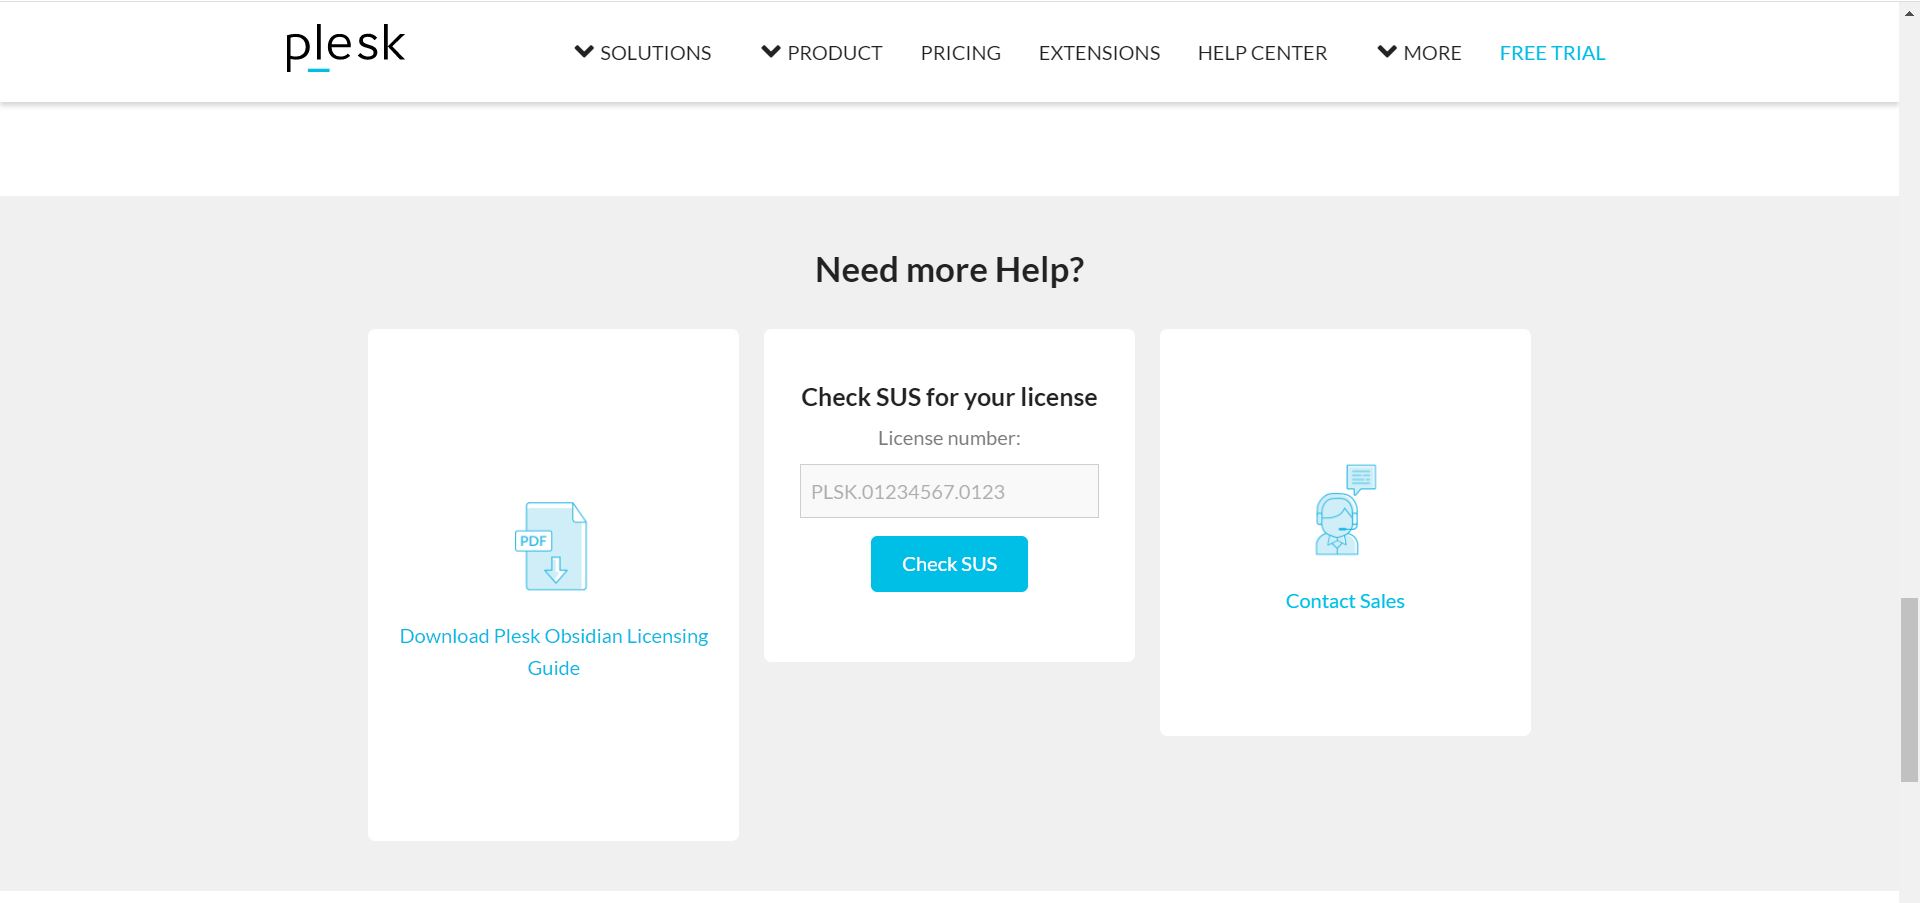 plesk
SOLUTIONS
PRODUCT
PRICING
EXTENSIONS
HELP CENTER
MORE
FREE TRIAL
Need more Help?
PDF
Download Plesk Obsidian Licensing
Guide
Check SUS for your license
License number:
PLSK.01234567.0123
Check SUS
Contact Sales